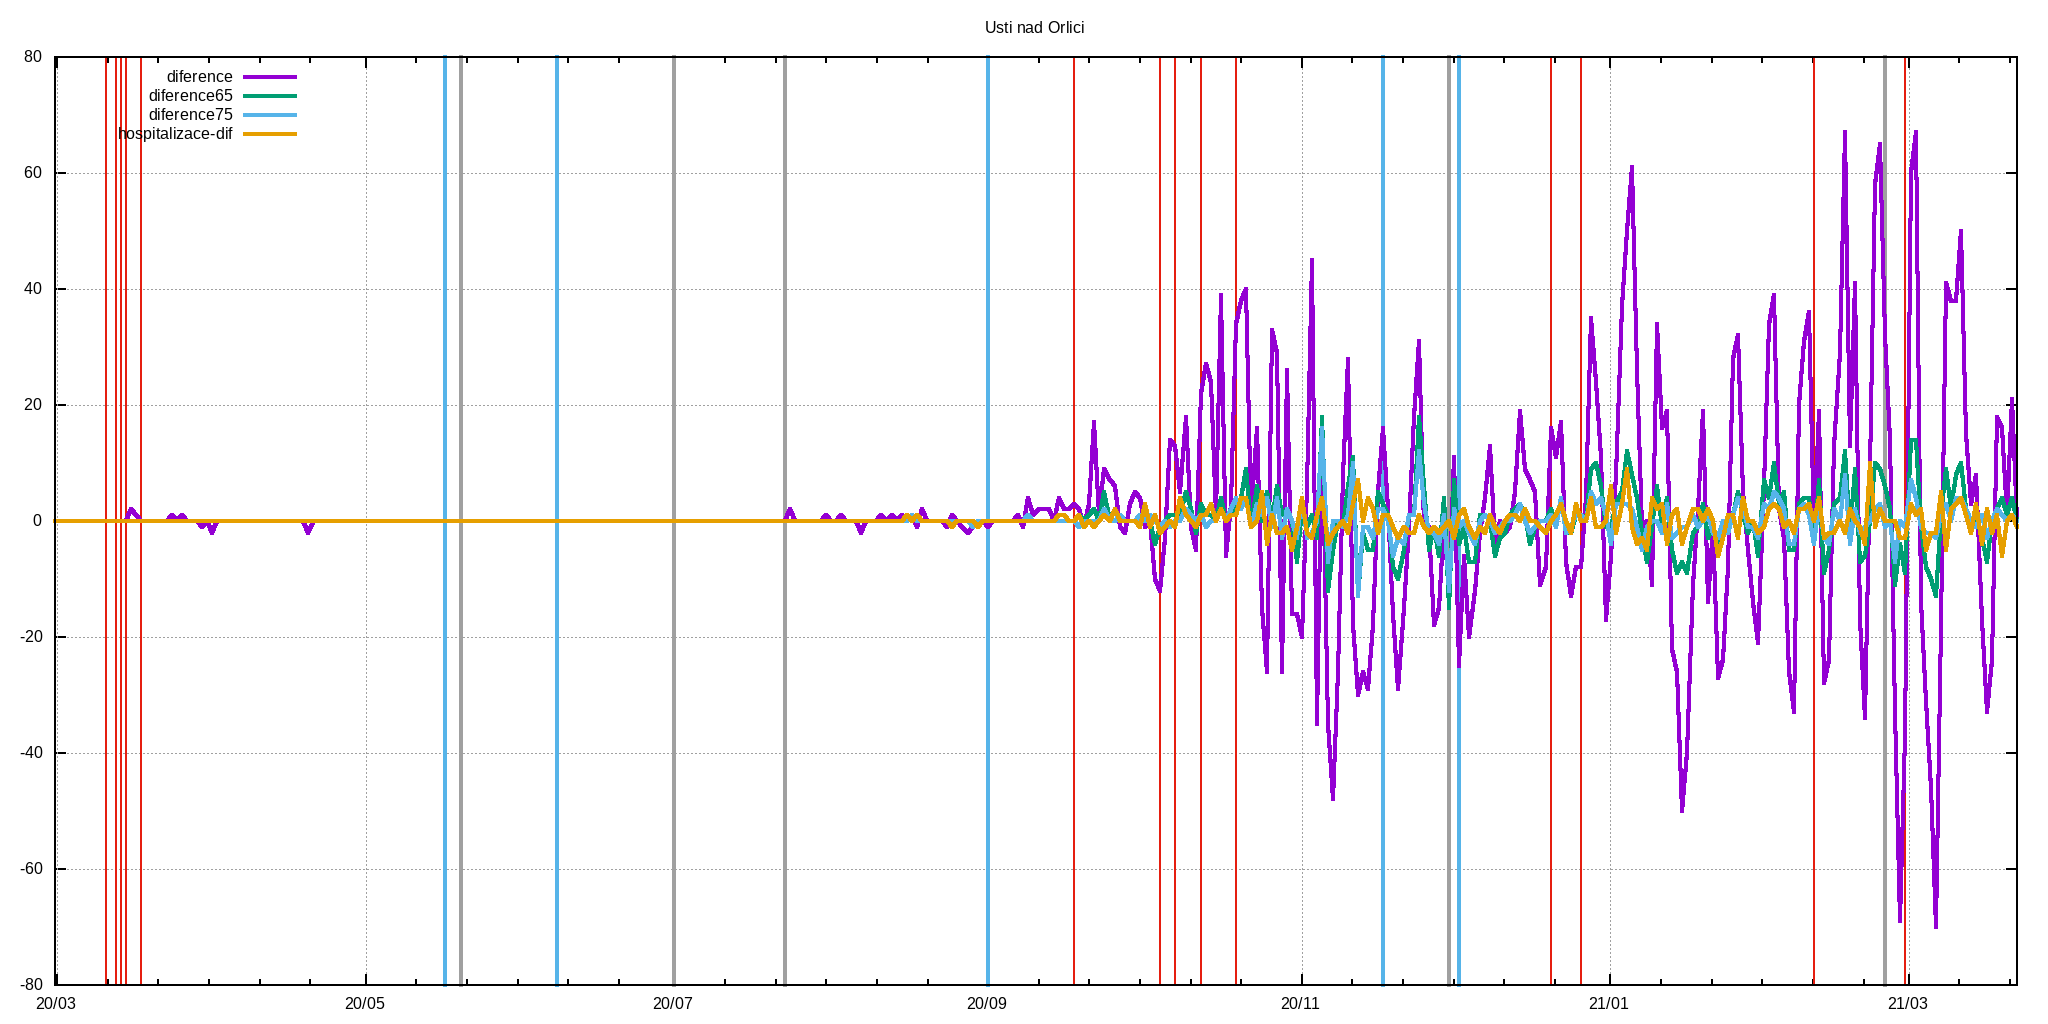 Usti nad Orlici
80
60
40
20
0
-20
-40
-60
-80
diference
diference65
diference75
hospitalizace-dif
20/03 20/05 20/07 20/09 20/11 21/01 21/03